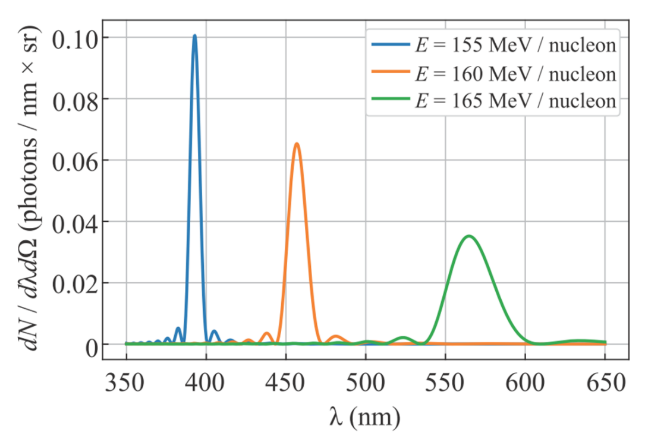 dN / dλdΩ (photons / nm × sr)
0.10
0.08
0.06
0.04
0.02
0
E = 155 MeV / nucleon
E = 160 MeV / nucleon
E = 165 MeV / nucleon
350 400 450 500 550 600 650
λ (nm)